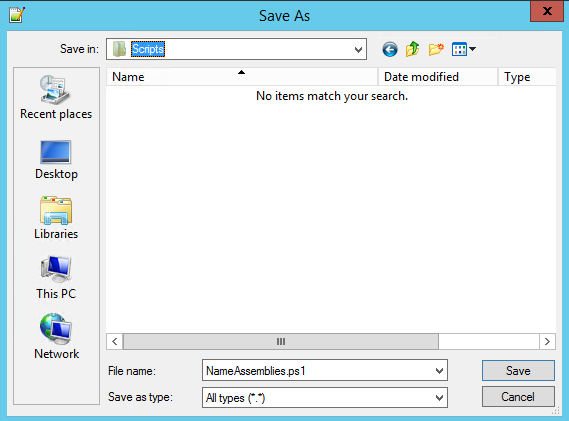 Save As
X
Save in:
Scripts
Name
Date modified
Type
No items match your search.
Recent places
Desktop
Libraries
This PC
Network
File name:
NameAssemblies.ps1
Save
Save as type:
All types (*.*)
Cancel